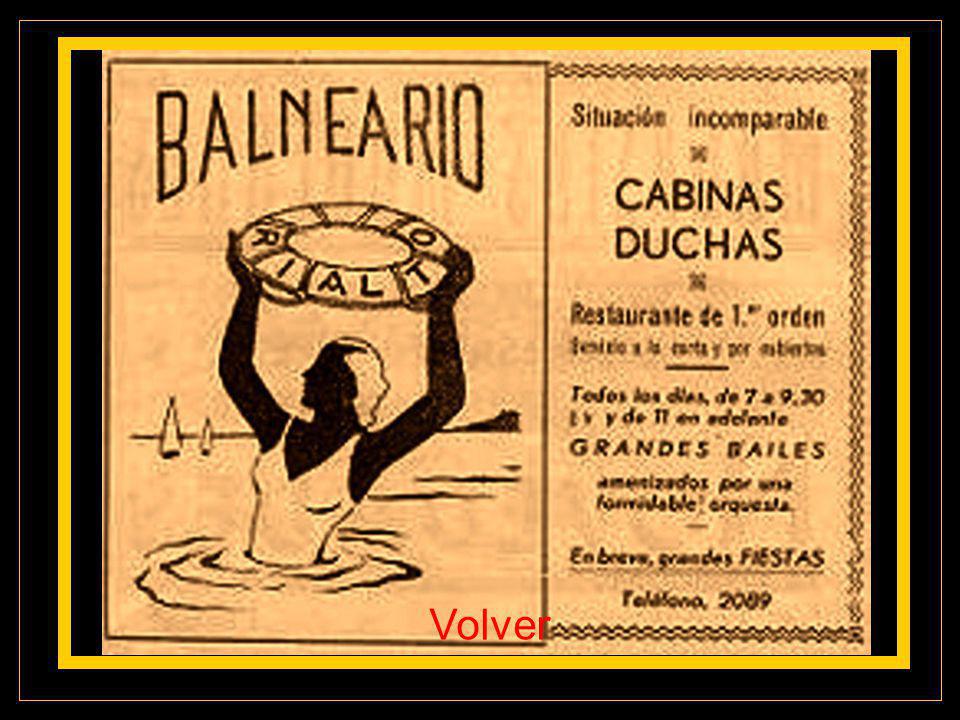 BALNEARIO
RIALTO
Situación incomparable
CABINAS
DUCHAS
Restaurante de 1.er orden
Servicio a la carta y por cubiertos
Todos los días, de 7 a 9.30
y de 11 en adelante
GRANDES BAILES
amenizados por una
formidable orquesta.
En breve, grandes FIESTAS
Teléfono, 2089
Volver